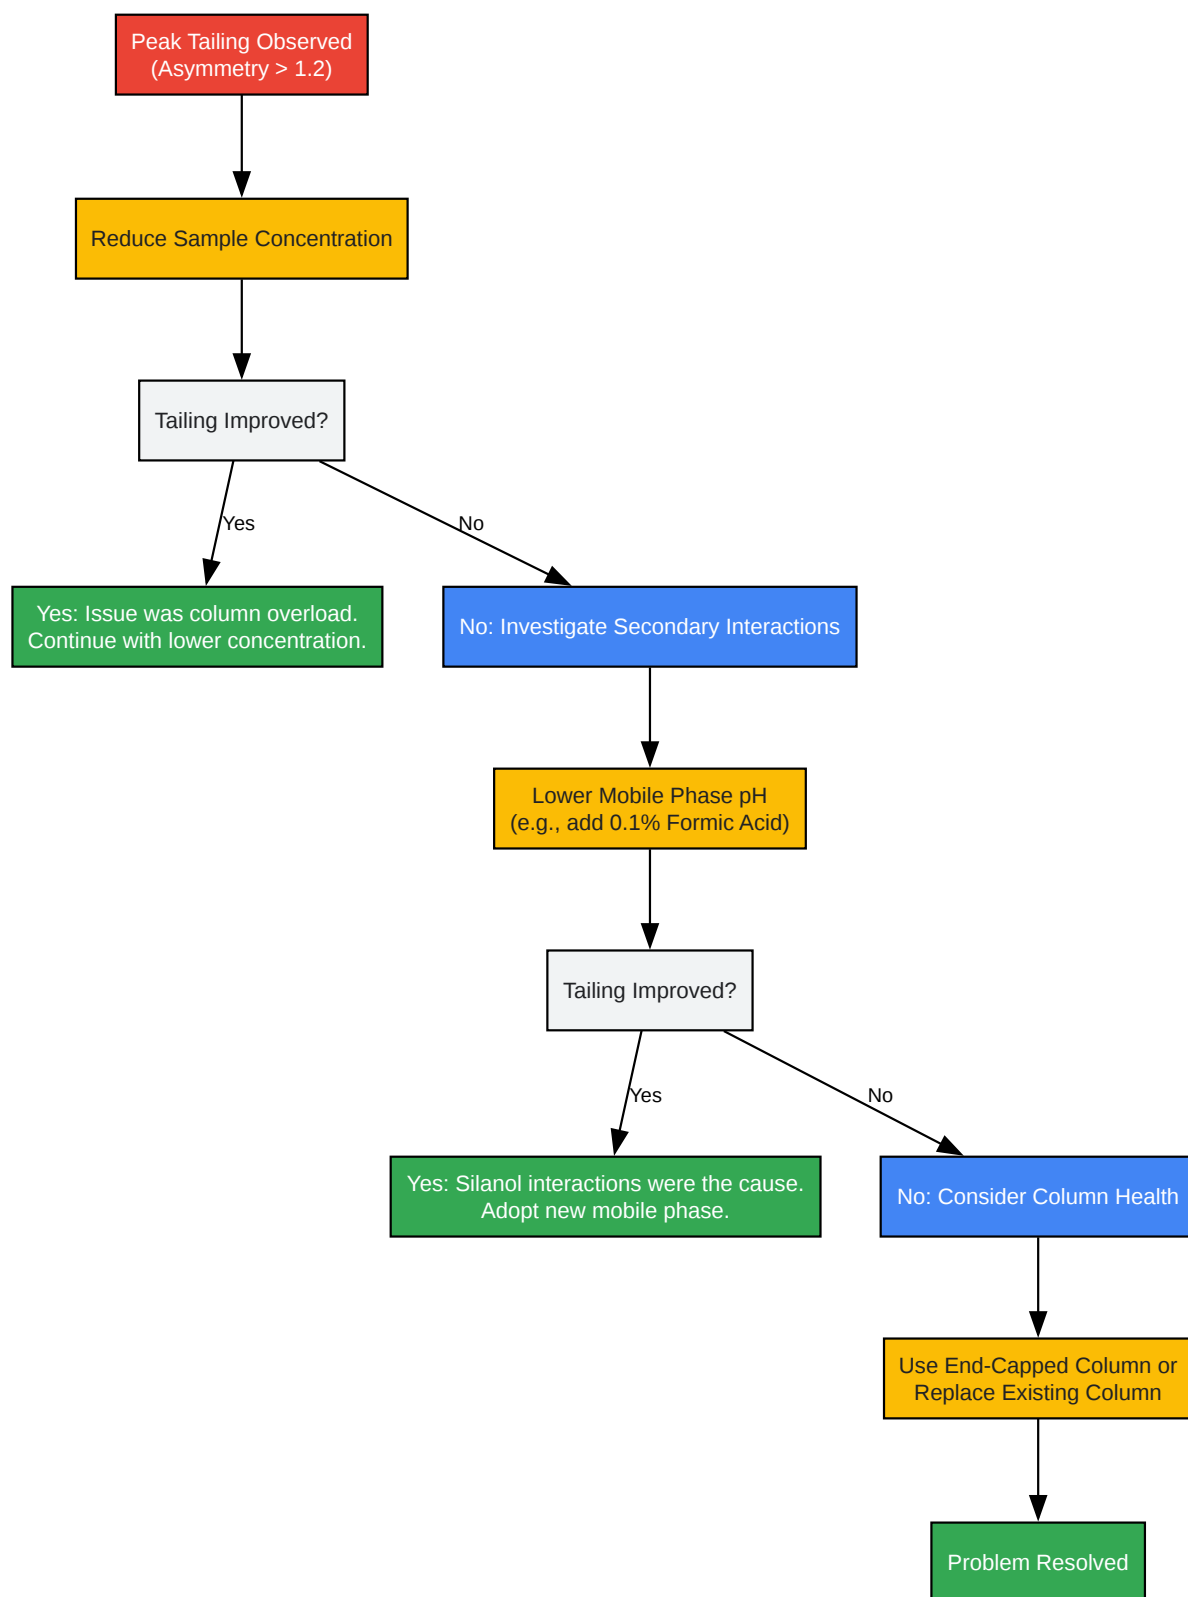 Peak Tailing Observed
(Asymmetry > 1.2)
Reduce Sample Concentration
Tailing Improved?
Yes
No
Yes: Issue was column overload.
Continue with lower concentration.
No: Investigate Secondary Interactions
Lower Mobile Phase pH
(e.g., add 0.1% Formic Acid)
Tailing Improved?
Yes
No
Yes: Silanol interactions were the cause.
Adopt new mobile phase.
No: Consider Column Health
Use End-Capped Column or
Replace Existing Column
Problem Resolved